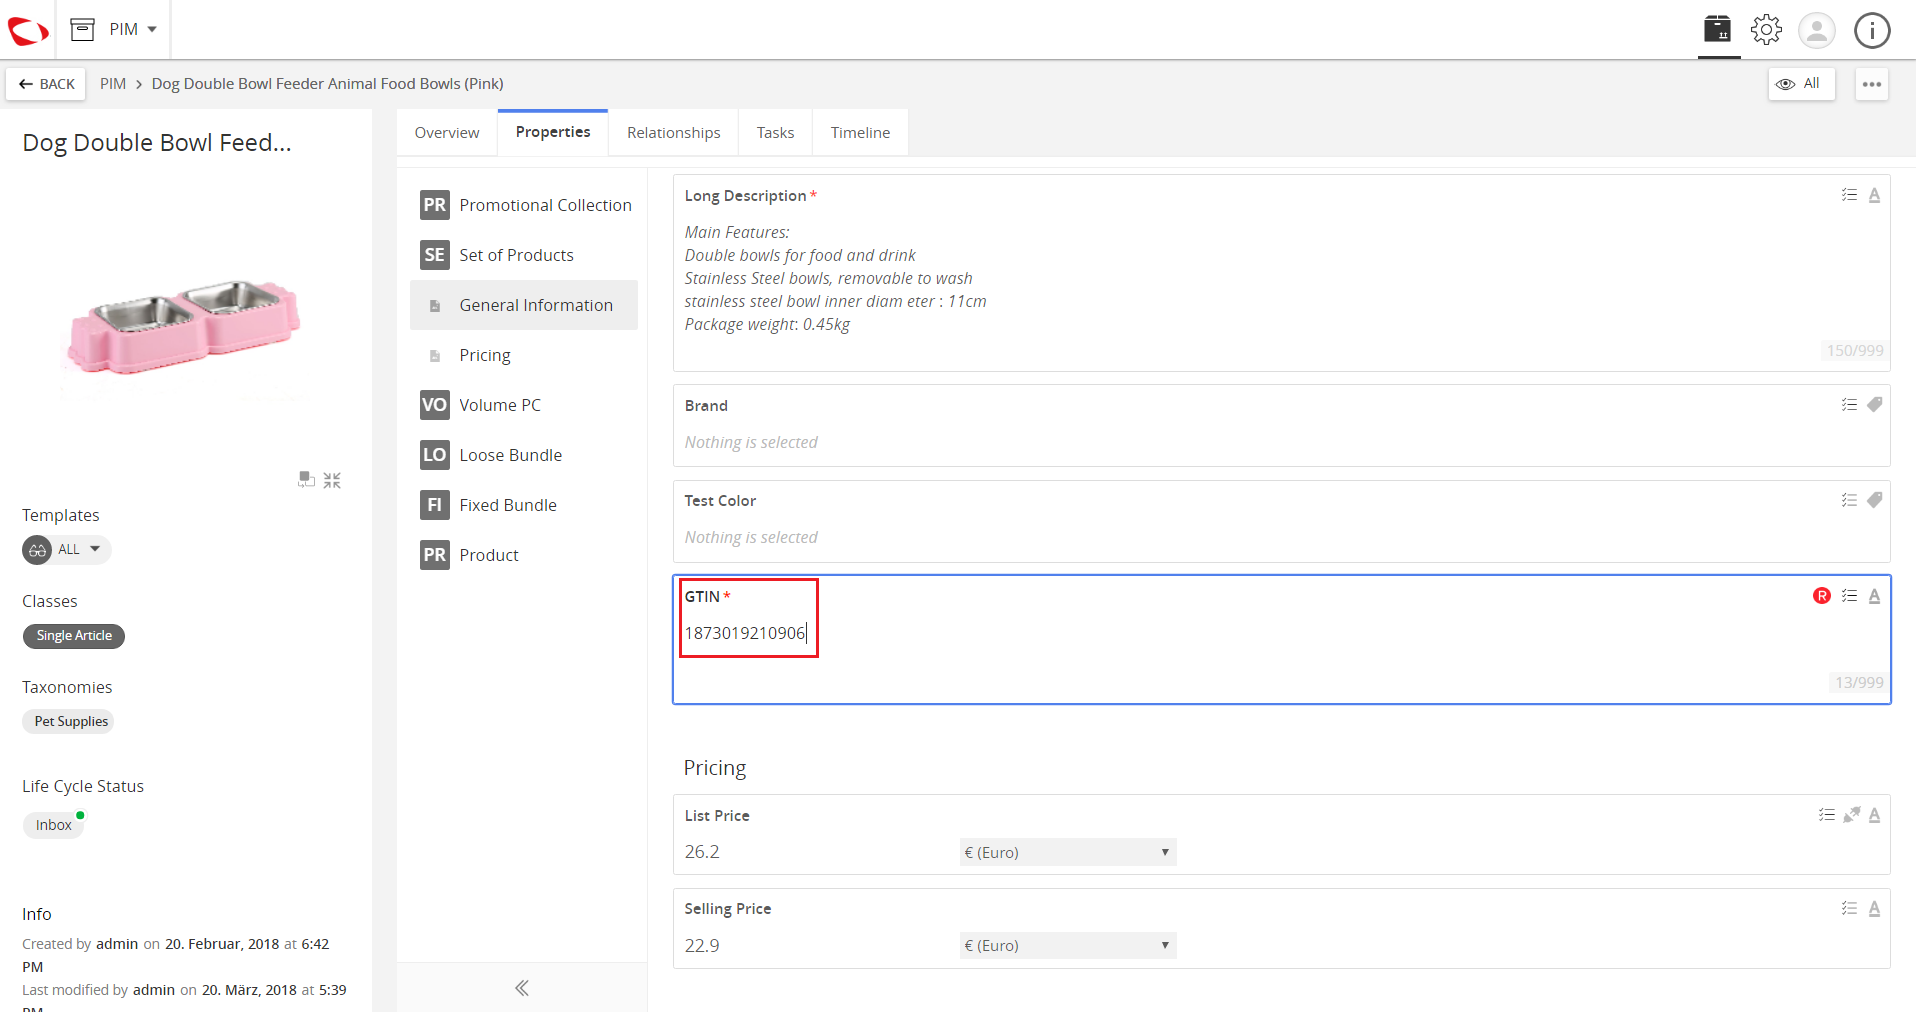 PIM
BACK
PIM > Dog Double Bowl Feeder Animal Food Bowls (Pink)
All
Dog Double Bowl Feed...
Templates
ALL
Classes
Single Article
Taxonomies
Pet Supplies
Life Cycle Status
Inbox
Info
Created by admin on 20. Februar, 2018 at 6:42
PM
Last modified by admin on 20. März, 2018 at 5:39
PM
Overview
Properties
Relationships
Tasks
Timeline
PR Promotional Collection
SE Set of Products
General Information
Pricing
VO Volume PC
LO Loose Bundle
FI Fixed Bundle
PR Product
Long Description *
A
Main Features:
Double bowls for food and drink
Stainless Steel bowls, removable to wash
stainless steel bowl inner diam eter : 11cm
Package weight: 0.45kg
150/999
Brand
Nothing is selected
Test Color
Nothing is selected
GTIN *
R
A
1873019210906
13/999
Pricing
List Price
A
26.2
€ (Euro)
Selling Price
A
22.9
€ (Euro)